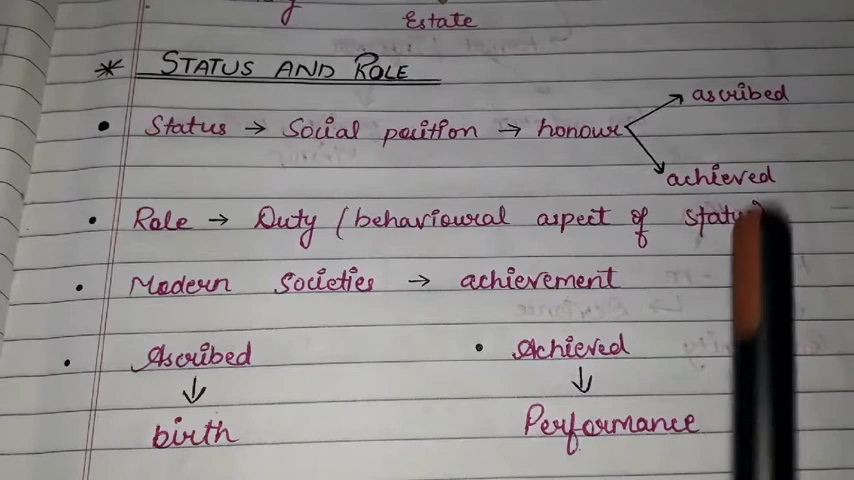 Estate
* STATUS AND ROLE
• Status → Social position → honour
ascribed
achieved
• Role → Duty (behavioural aspect of status)
• Modern Societies → achievement
• Ascribed • Achieved
↓ ↓
birth Performance